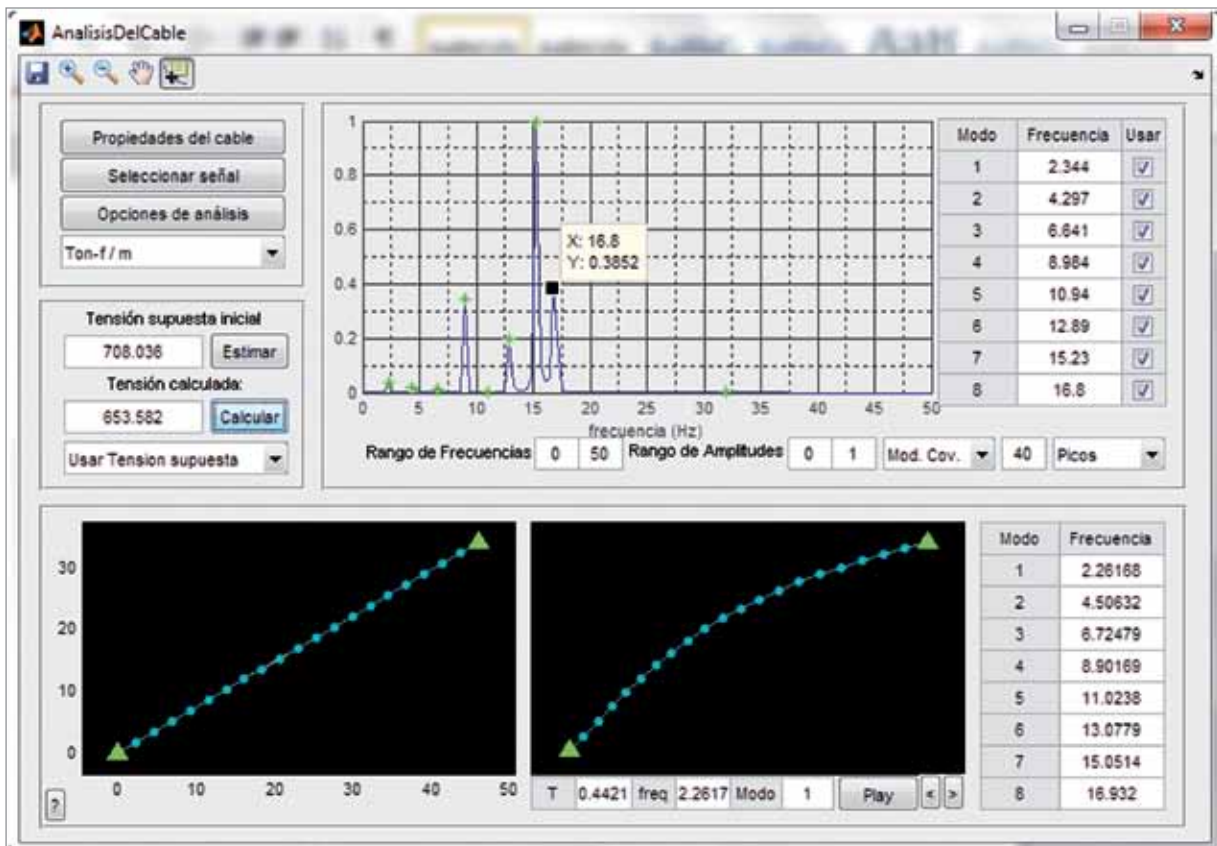 AnalisisDelCable
Propiedades del cable
Seleccionar señal
Opciones de análisis
Ton-f / m
Tensión supuesta inicial
708.036 Estimar
Tensión calculada:
653.582 Calcular
Usar Tension supuesta
1
0.8
0.6
0.4
0.2
0
X: 16.8
Y: 0.3852
0 5 10 15 20 25 30 35 40 45 50
frecuencia (Hz)
Rango de Frecuencias 0 50 Rango de Amplitudes 0 1 Mod. Cov. 40 Picos
Modo Frecuencia Usar
1 2.344
2 4.297
3 6.641
4 8.984
5 10.94
6 12.89
7 15.23
8 16.8
30
20
10
0
0 10 20 30 40 50
?
T 0.4421 freq 2.2617 Modo 1 Play < >
Modo Frecuencia
1 2.26168
2 4.50632
3 6.72479
4 8.90169
5 11.0238
6 13.0779
7 15.0514
8 16.932